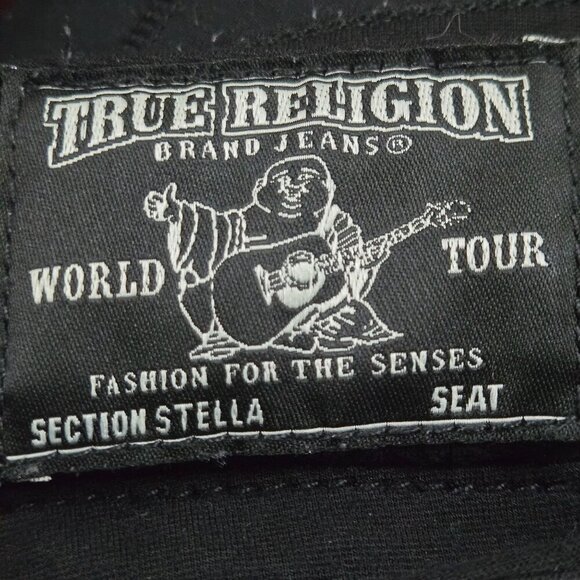 TRUE RELIGION
BRAND JEANS®
WORLD TOUR
FASHION FOR THE SENSES
SECTION STELLA SEAT